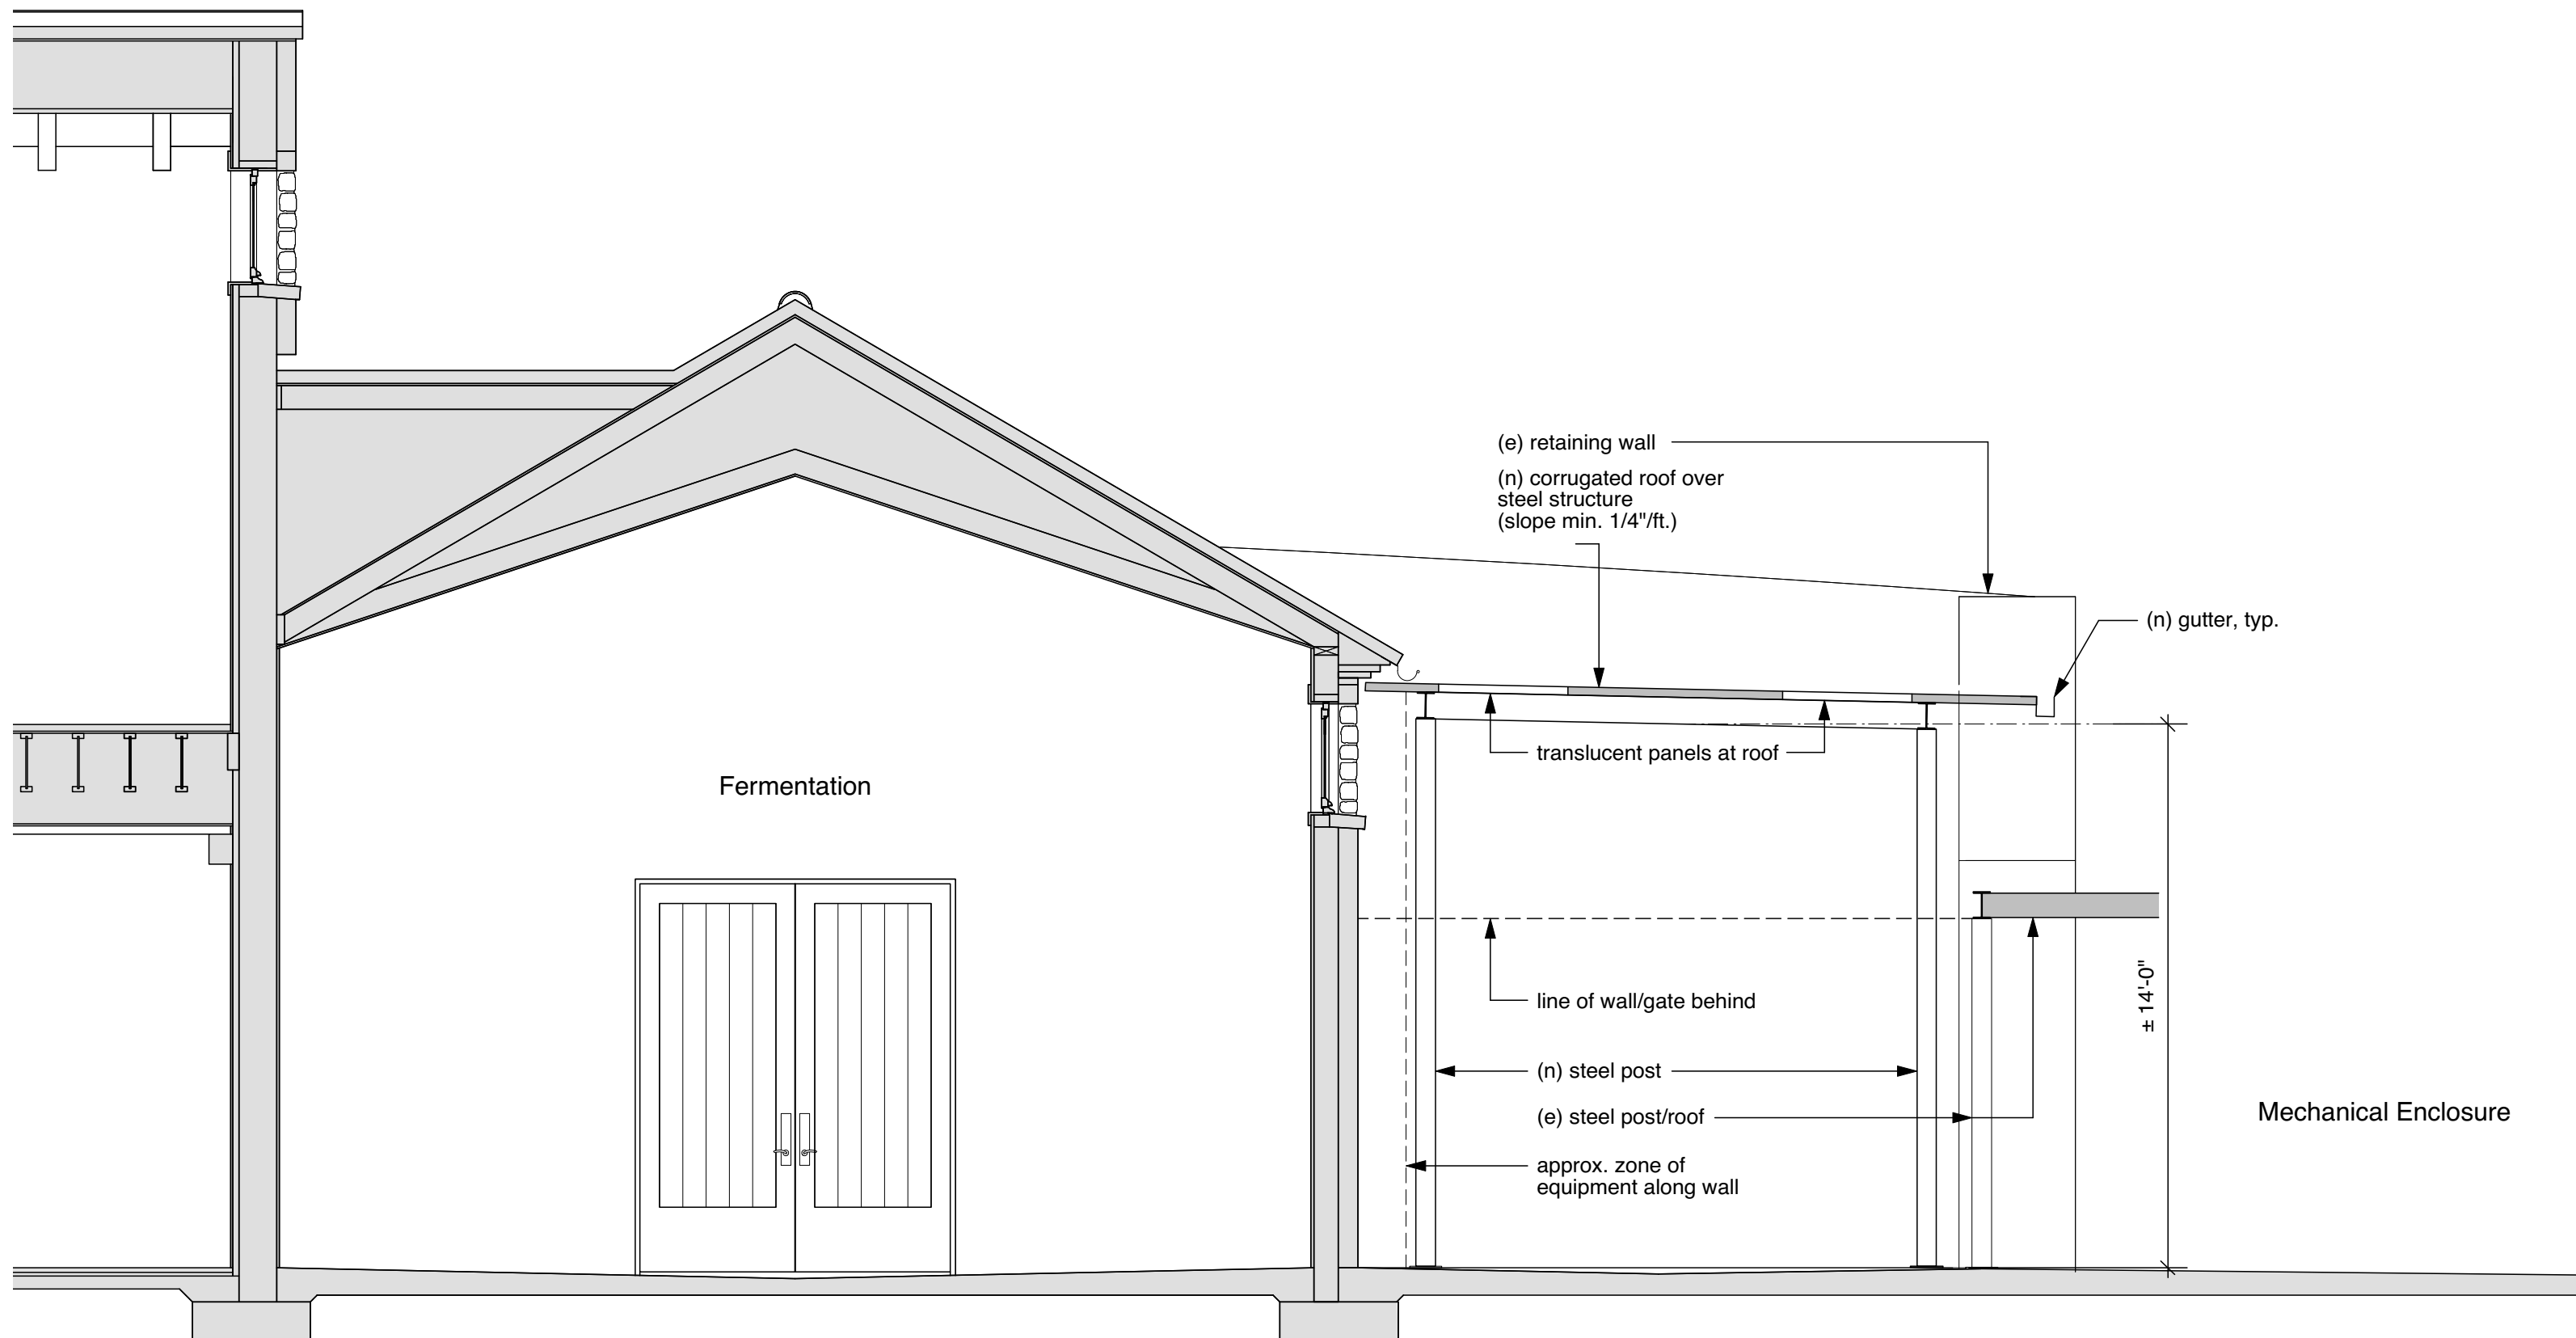 (e) retaining wall
(n) corrugated roof over
steel structure
(slope min. 1/4"/ft.)
(n) gutter, typ.
translucent panels at roof
Fermentation
line of wall/gate behind
± 14'-0"
(n) steel post
(e) steel post/roof
Mechanical Enclosure
approx. zone of
equipment along wall